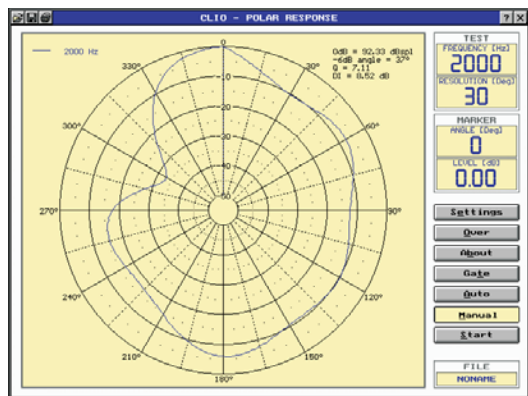 CLIO - POLAR RESPONSE
? ×
2000 Hz
0dB = 92.33 dBspl
-6dB angle = 37°
Q = 7.11
DI = 8.52 dB
0
-10
-20
-30
-40
-50
330°
300°
270°
240°
210°
180°
150°
120°
90°
60°
TEST
FREQUENCY [Hz]
2000
RESOLUTION [Deg]
30
MARKER
ANGLE [Deg]
0
LEVEL [dB]
0.00
Settings
Over
About
Gate
Auto
Manual
Start
FILE
NONAME